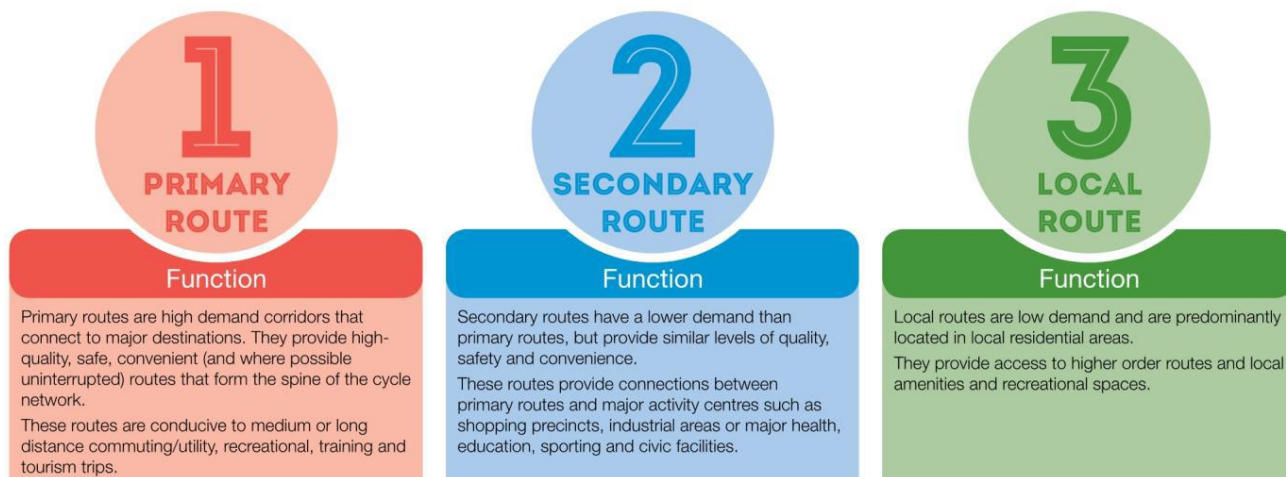 1
PRIMARY
ROUTE
Function
Primary routes are high demand corridors that
connect to major destinations. They provide high-
quality, safe, convenient (and where possible
uninterrupted) routes that form the spine of the cycle
network.
These routes are conducive to medium or long
distance commuting/utility, recreational, training and
tourism trips.
2
SECONDARY
ROUTE
Function
Secondary routes have a lower demand than
primary routes, but provide similar levels of quality,
safety and convenience.
These routes provide connections between
primary routes and major activity centres such as
shopping precincts, industrial areas or major health,
education, sporting and civic facilities.
3
LOCAL
ROUTE
Function
Local routes are low demand and are predominantly
located in local residential areas.
They provide access to higher order routes and local
amenities and recreational spaces.